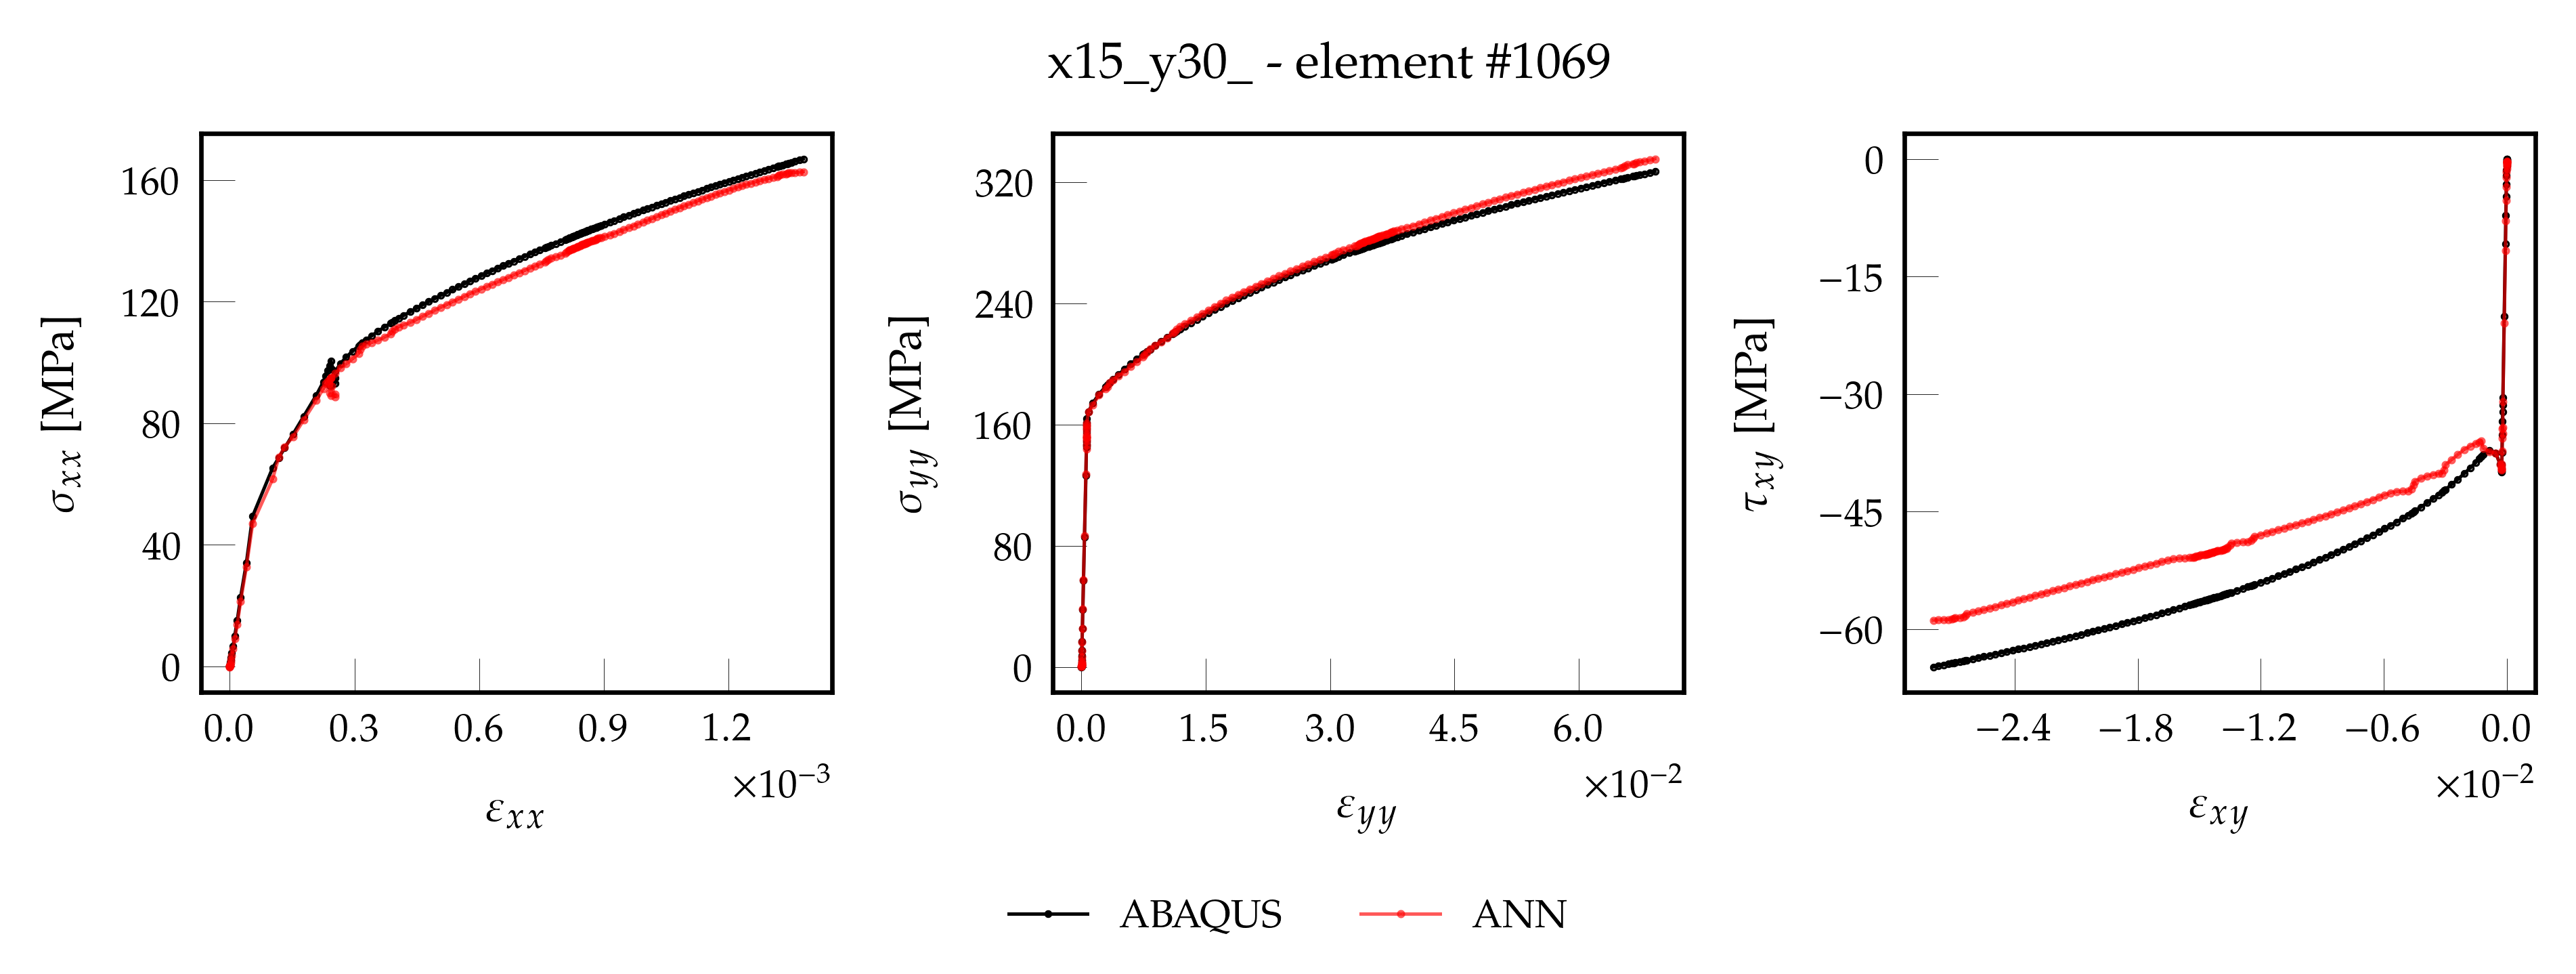 x15_y30_ - element #1069
σxx [MPa]
160
120
80
40
0
0.0 0.3 0.6 0.9 1.2
×10−3
εxx
σyy [MPa]
320
240
160
80
0
0.0 1.5 3.0 4.5 6.0
×10−2
εyy
τxy [MPa]
0
−15
−30
−45
−60
−2.4 −1.8 −1.2 −0.6 0.0
×10−2
εxy
ABAQUS ANN